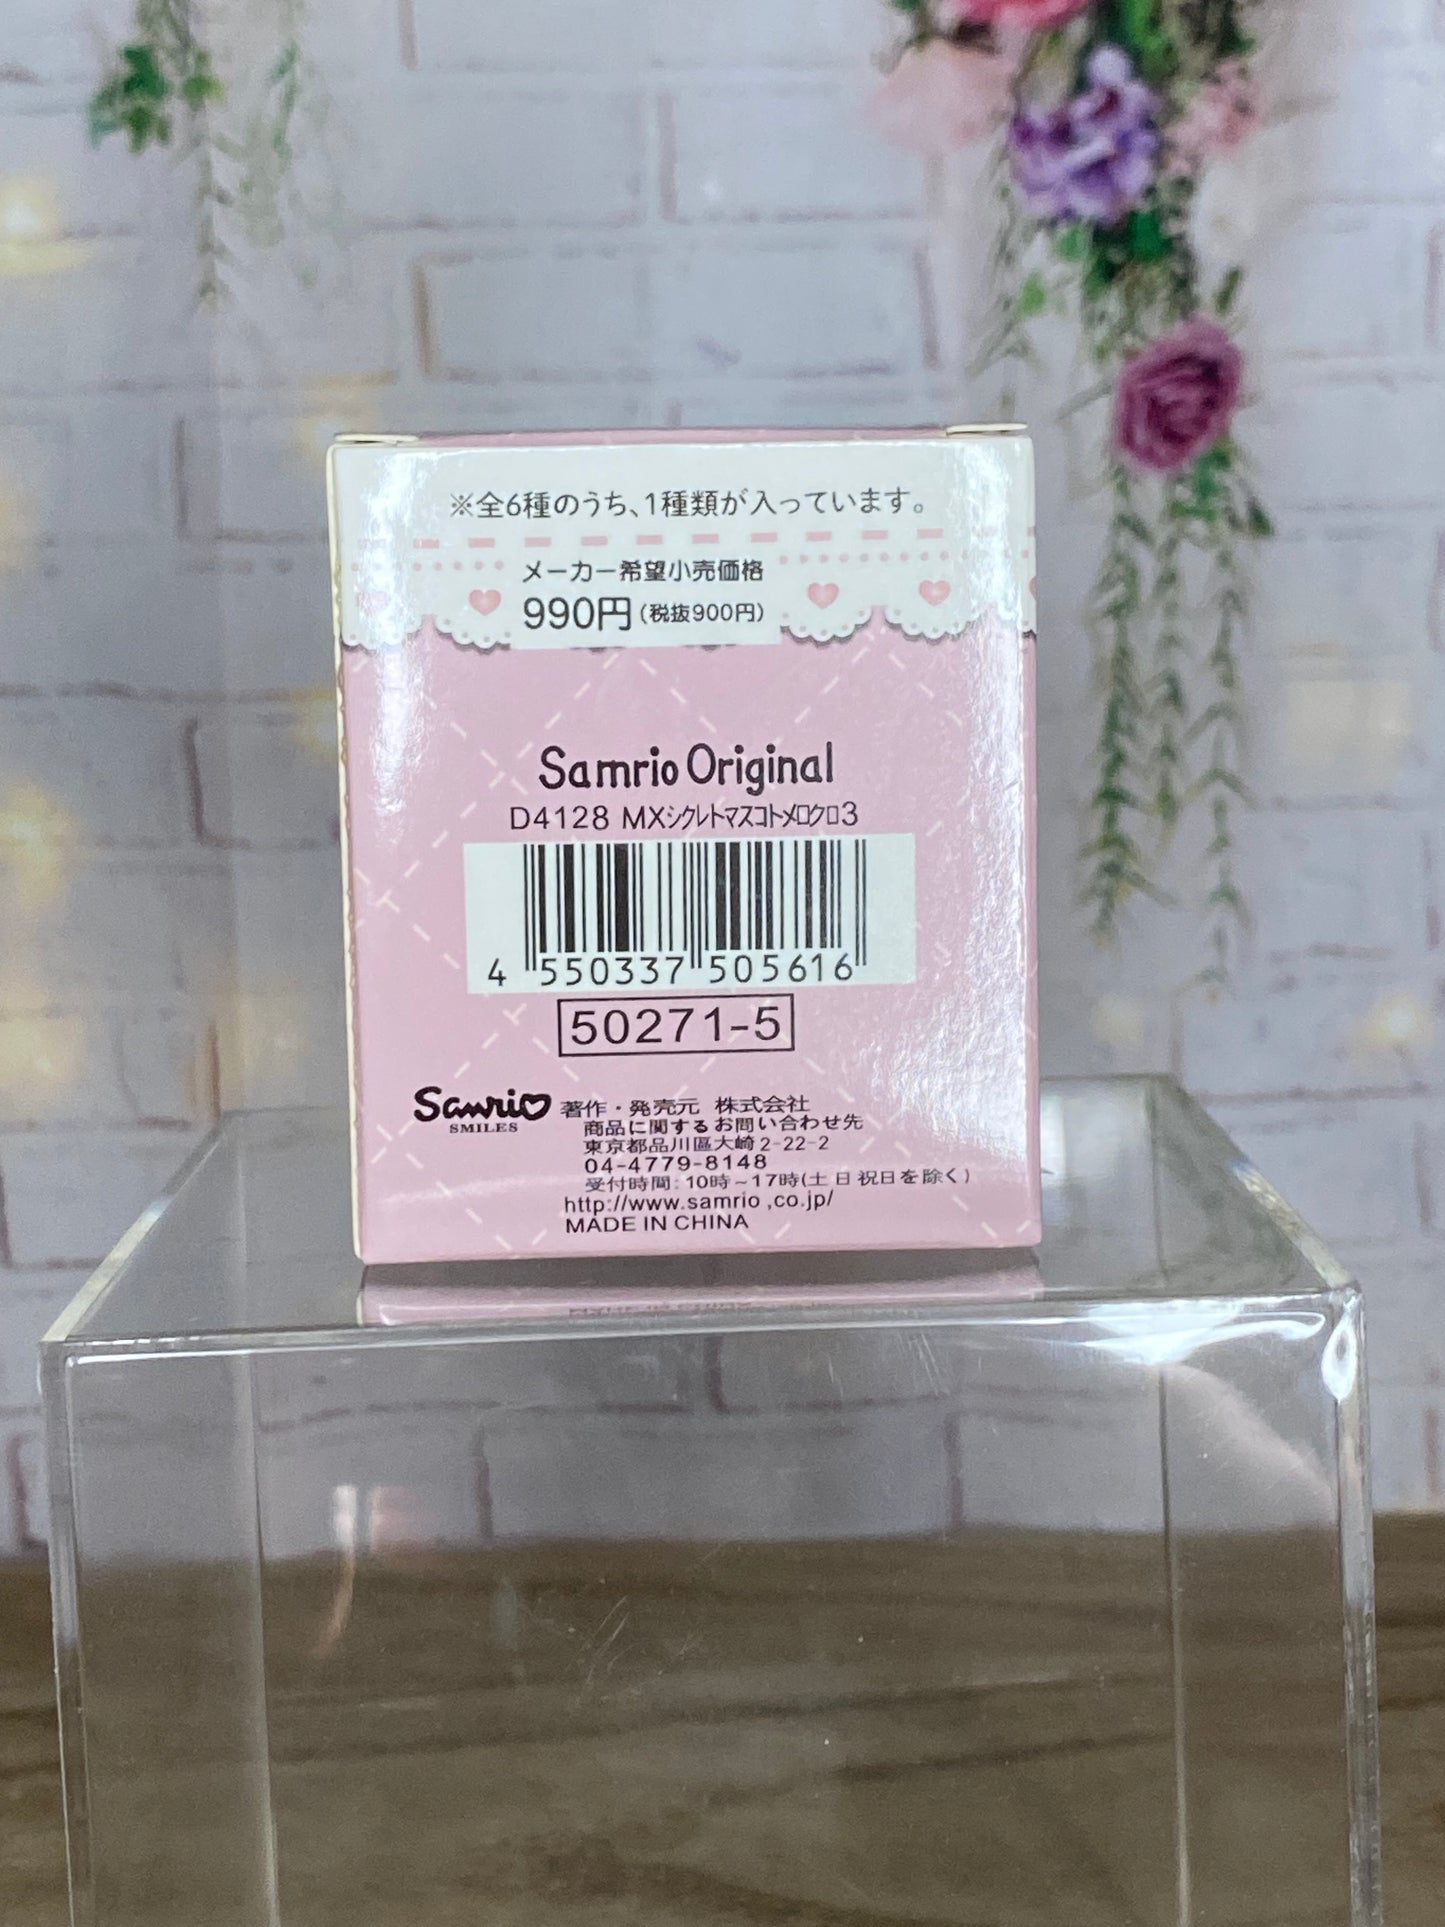 ※全6種のうち、1種類が入っています。
メーカー希望小売価格
990円(税抜900円)
Samrio Original
D4128 MXシクレトマスコトメロクロ3
4 550337 505616
50271-5
Sanrio 著作・発売元 株式会社
SMILES 商品に関するお問い合わせ先
東京都品川區大崎2-22-2
04-4779-8148
受付時間:10時~17時(土日祝日を除く)
http://www.samrio ,co.jp/
MADE IN CHINA